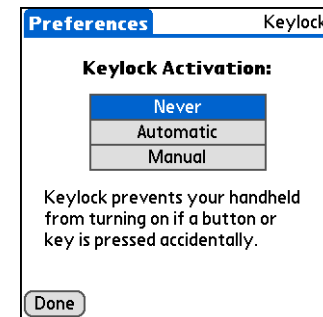 Preferences Keylock
Keylock Activation:
Never
Automatic
Manual
Keylock prevents your handheld
from turning on if a button or
key is pressed accidentally.
Done